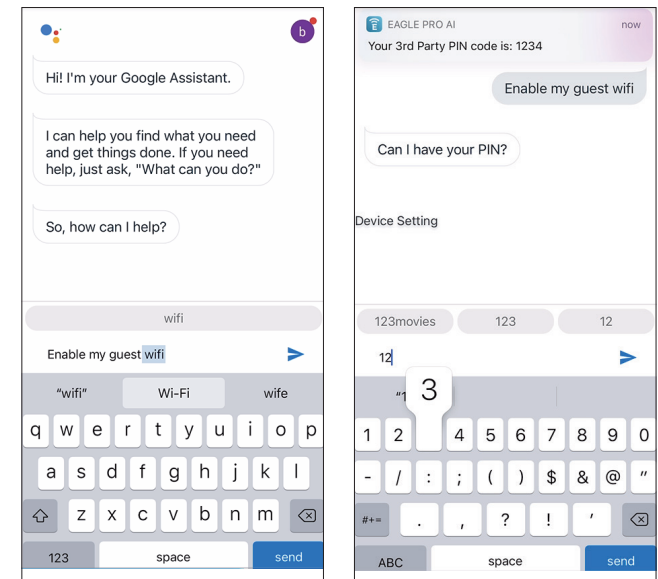 b
Hi! I'm your Google Assistant.
I can help you find what you need
and get things done. If you need
help, just ask, "What can you do?"
So, how can I help?
wifi
Enable my guest wifi
“wifi” Wi-Fi wife
q w e r t y u i o p
a s d f g h j k l
z x c v b n m
123 space send
EAGLE PRO AI now
Your 3rd Party PIN code is: 1234
Enable my guest wifi
Can I have your PIN?
Device Setting
123movies 123 12
12
“1
3
1 2 4 5 6 7 8 9 0
- / : ; ( ) $ & @ "
#+= . , ? ! '
ABC space send